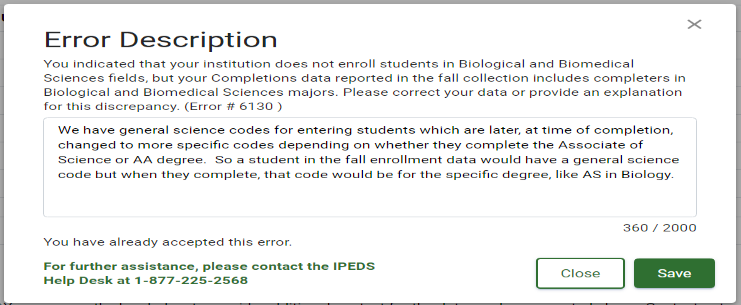 Error Description
You indicated that your institution does not enroll students in Biological and Biomedical
Sciences fields, but your Completions data reported in the fall collection includes completers in
Biological and Biomedical Sciences majors. Please correct your data or provide an explanation
for this discrepancy. (Error # 6130 )
We have general science codes for entering students which are later, at time of completion,
changed to more specific codes depending on whether they complete the Associate of
Science or AA degree.  So a student in the fall enrollment data would have a general science
code but when they complete, that code would be for the specific degree, like AS in Biology.
360 / 2000
You have already accepted this error.
For further assistance, please contact the IPEDS
Help Desk at 1-877-225-2568
Close
Save